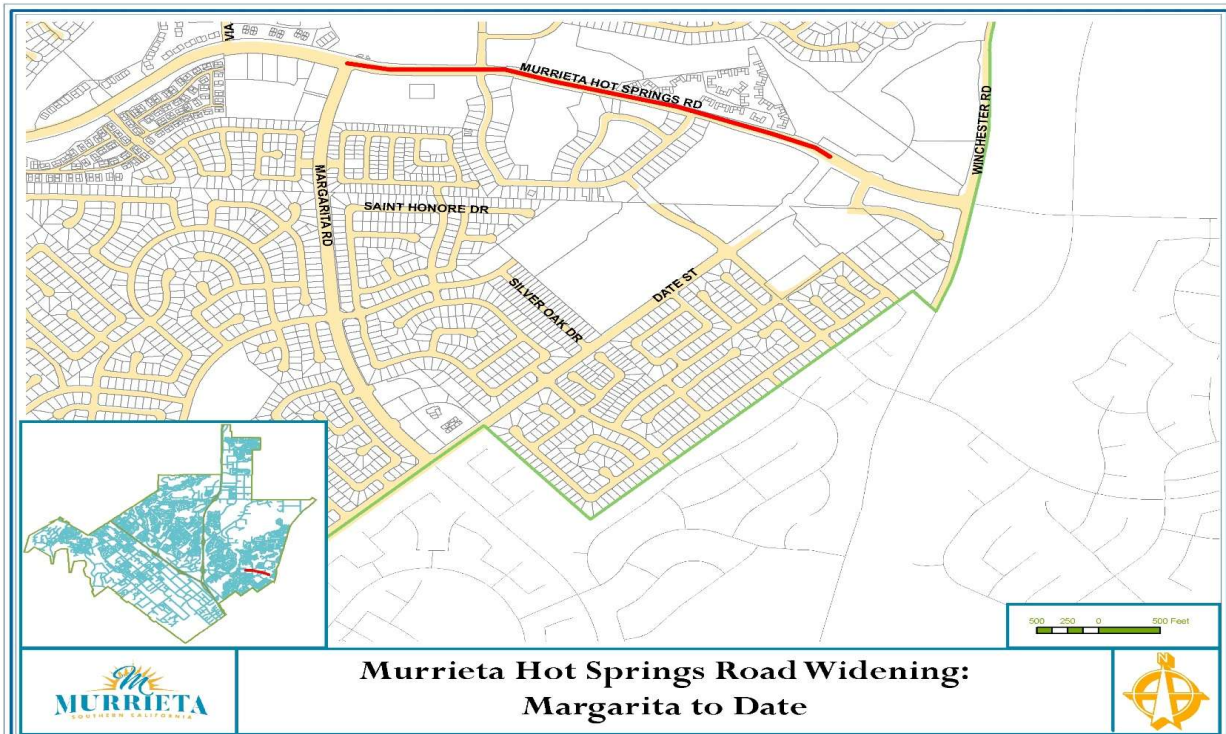 VIA
MURRIETA HOT SPRINGS RD
WINCHESTER RD
MARGARITA RD
SAINT HONORE DR
SILVER OAK DR
DATE ST
500 250 0 500 Feet
M
MURRIETA
SOUTHERN CALIFORNIA
Murrieta Hot Springs Road Widening:
Margarita to Date
N